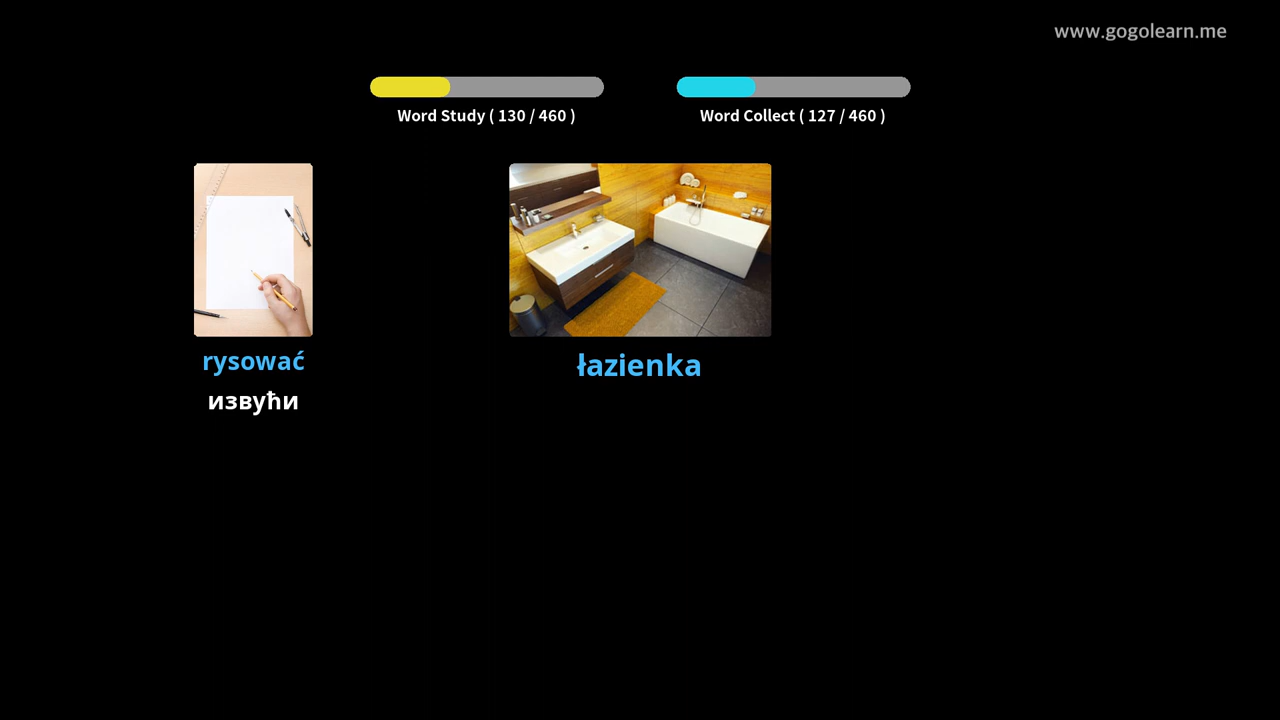 www.gogolearn.me
Word Study ( 130 / 460 )
Word Collect ( 127 / 460 )
rysować
извући
łazienka